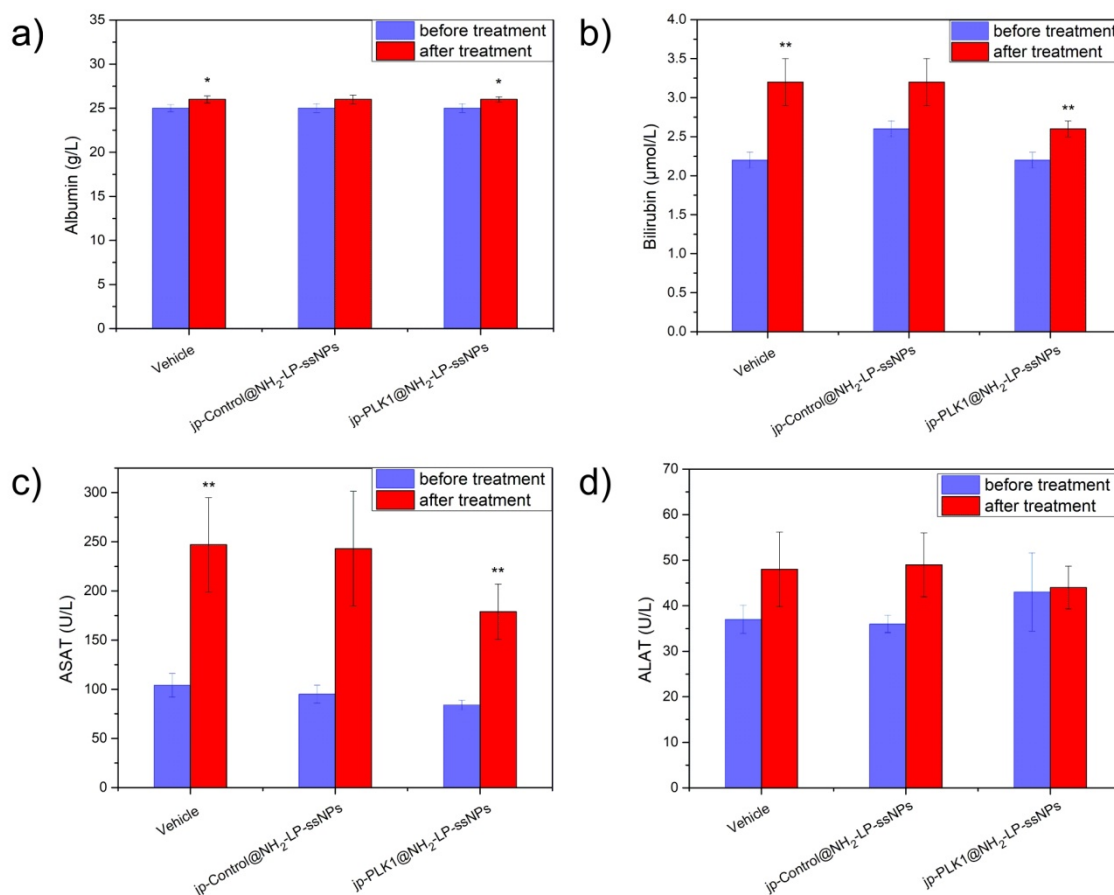 a)
before treatment
after treatment
Albumin (g/L)
35
30
25
20
15
10
5
0
*
*
Vehicle
jp-Control@NH₂-LP-ssNPs
jp-PLK1@NH₂-LP-ssNPs
b)
before treatment
after treatment
Bilirubin (µmol/L)
4.0
3.5
3.0
2.5
2.0
1.5
1.0
0.5
0.0
**
**
Vehicle
jp-Control@NH₂-LP-ssNPs
jp-PLK1@NH₂-LP-ssNPs
c)
before treatment
after treatment
ASAT (U/L)
300
250
200
150
100
50
0
**
**
Vehicle
jp-Control@NH₂-LP-ssNPs
jp-PLK1@NH₂-LP-ssNPs
d)
before treatment
after treatment
ALAT (U/L)
70
60
50
40
30
20
10
0
Vehicle
jp-Control@NH₂-LP-ssNPs
jp-PLK1@NH₂-LP-ssNPs